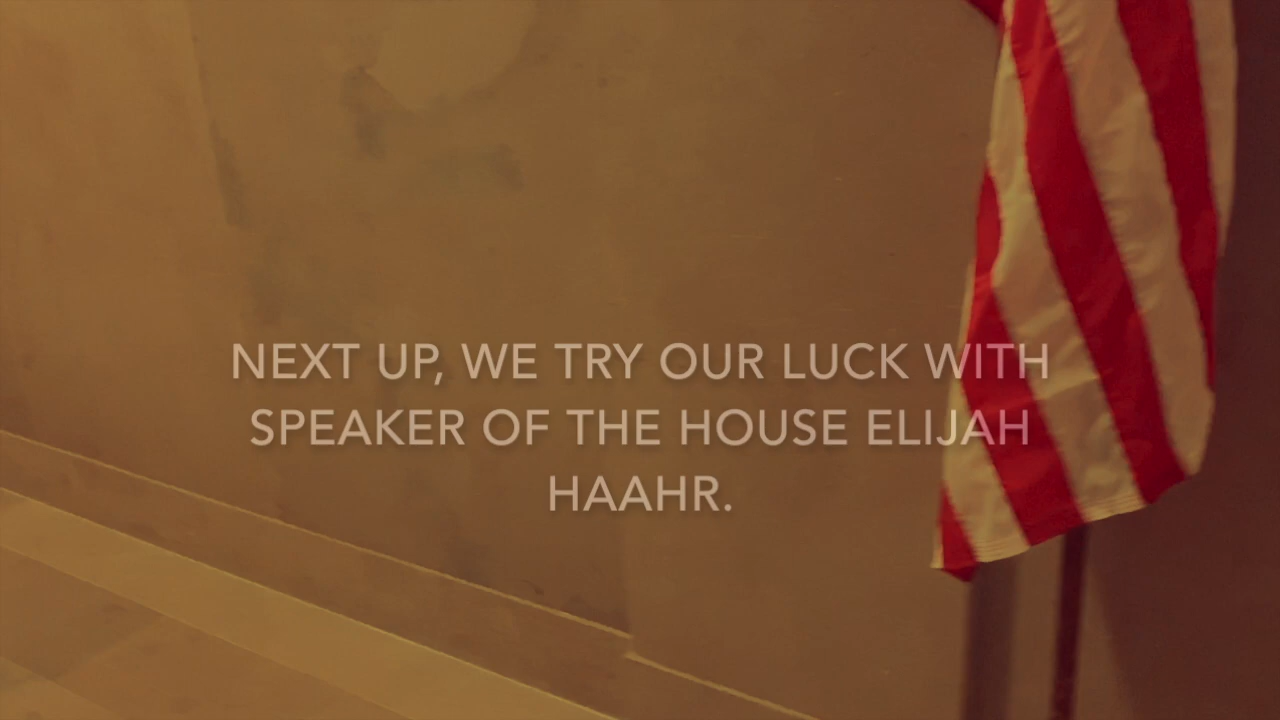 NEXT UP, WE TRY OUR LUCK WITH
SPEAKER OF THE HOUSE ELIJAH
HAAHR.